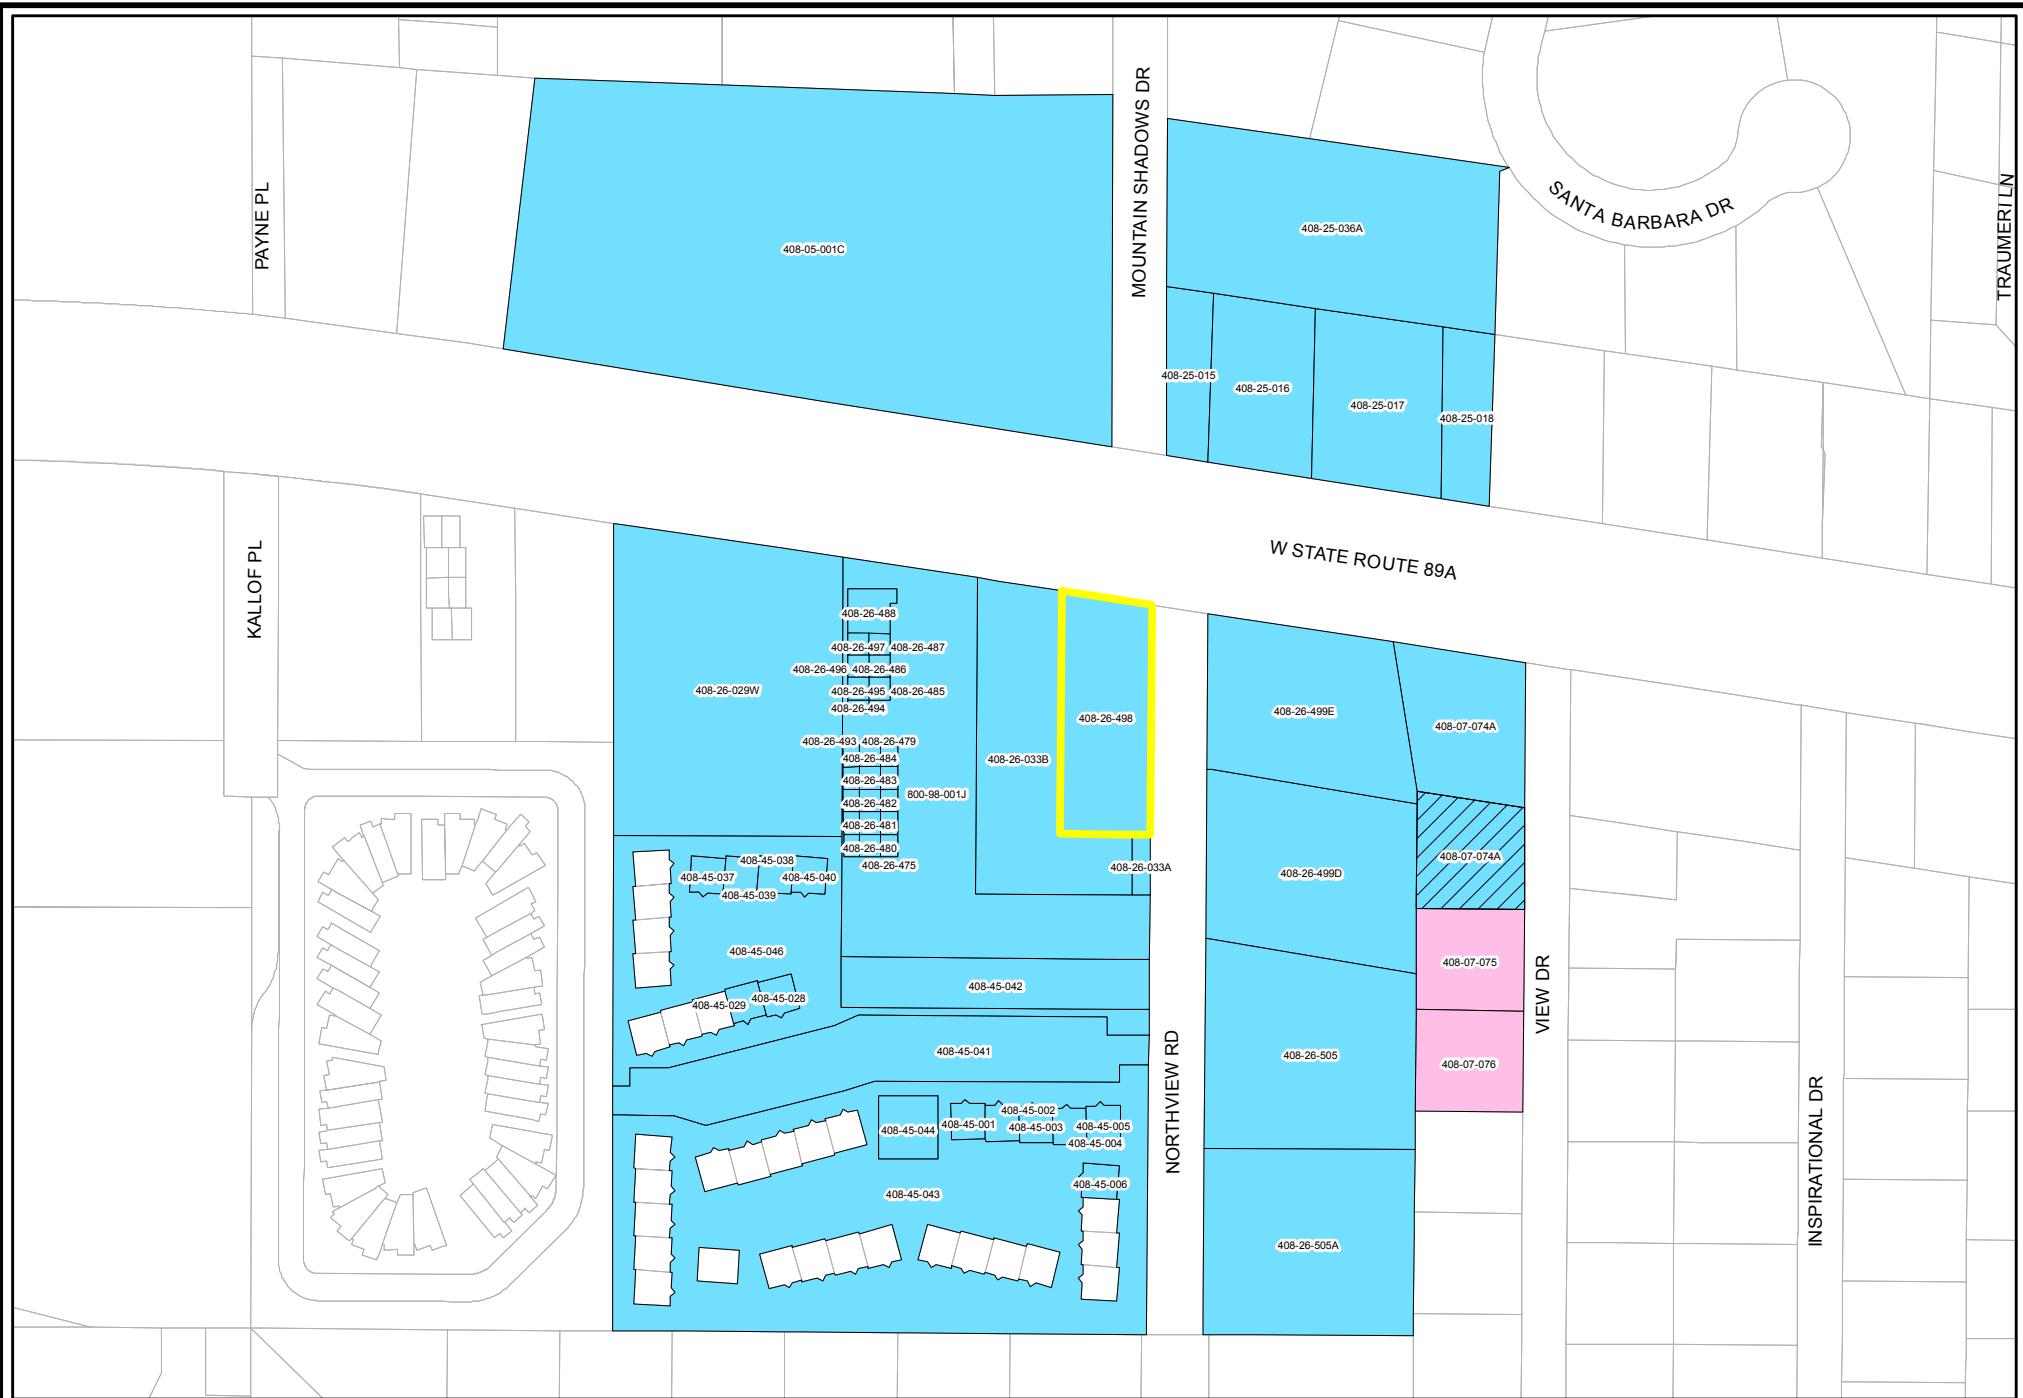 MOUNTAIN SHADOWS DR
PAYNE PL
SANTA BARBARA DR
TRAUMERI LN
408-05-001C
408-25-036A
408-25-015
408-25-016
408-25-017
408-25-018
W STATE ROUTE 89A
KALLOF PL
408-26-488
408-26-497
408-26-487
408-26-496
408-26-486
408-26-029W
408-26-495
408-26-485
408-26-494
408-26-498
408-26-499E
408-07-074A
408-26-493
408-26-479
408-26-484
408-26-033B
408-26-483
800-98-001J
408-26-482
408-26-481
408-26-480
408-26-475
408-45-038
408-45-037
408-45-040
408-45-039
408-26-033A
408-26-499D
408-07-074A
408-45-046
408-07-075
408-45-042
408-45-029
408-45-028
VIEW DR
408-45-041
408-26-505
408-07-076
NORTHVIEW RD
408-45-002
408-45-001
408-45-003
408-45-005
408-45-044
408-45-004
408-45-006
408-45-043
INSPIRATIONAL DR
408-26-505A